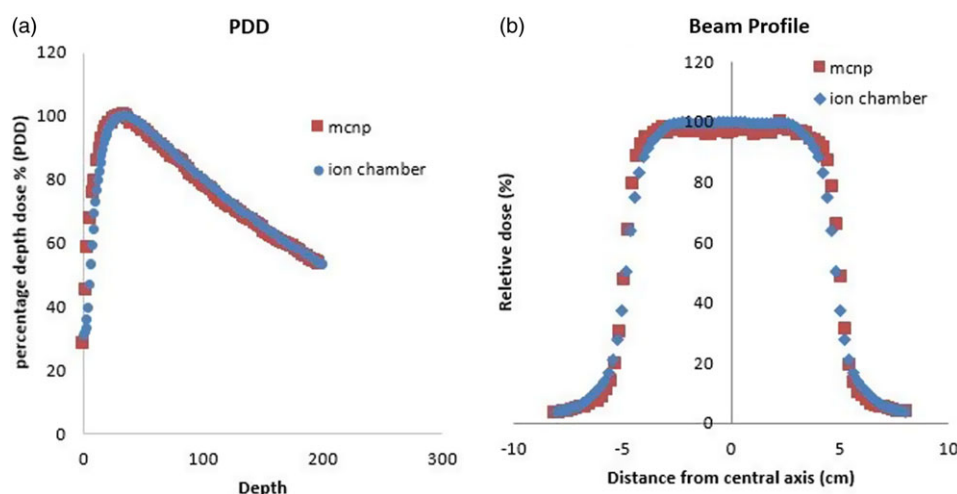 (a)
PDD
120
100
80
60
40
20
0
percentage depth dose % (PDD)
mcnp
ion chamber
0
100
200
300
Depth
(b)
Beam Profile
120
100
80
60
40
20
0
Reletive dose (%)
mcnp
ion chamber
-10
-5
0
5
10
Distance from central axis (cm)